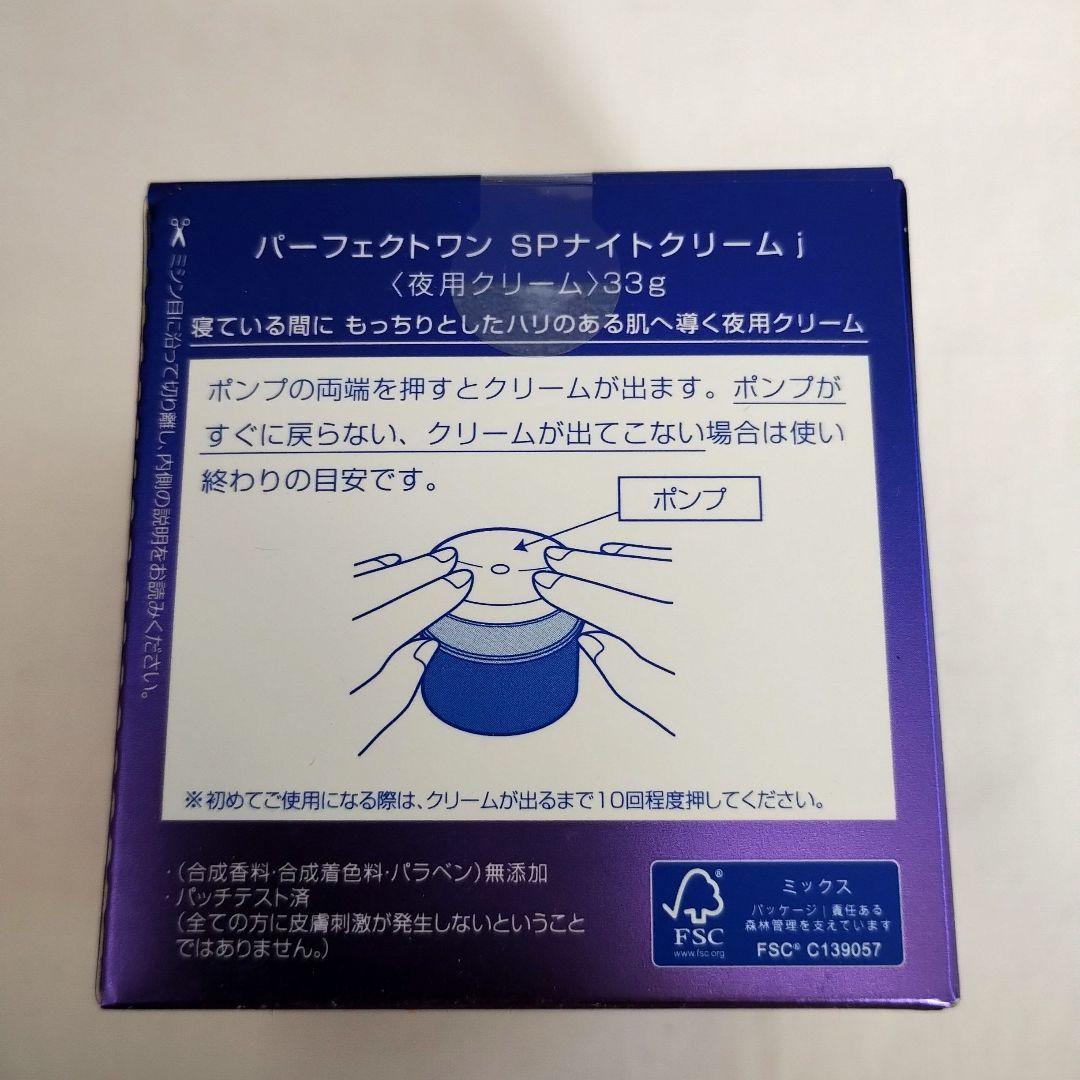 パーフェクトワン SPナイトクリームj
〈夜用クリーム〉33g
寝ている間に もっちりとしたハリのある肌へ導く夜用クリーム
ミシン目に沿って切り離し、内側の説明をお読みください。
ポンプの両端を押すとクリームが出ます。ポンプが
すぐに戻らない、クリームが出てこない場合は使い
終わりの目安です。
ポンプ
※初めてご使用になる際は、クリームが出るまで10回程度押してください。
・(合成香料・合成着色料・パラベン)無添加
・パッチテスト済
(全ての方に皮膚刺激が発生しないということ
ではありません。)
FSC®
www.fsc.org
ミックス
パッケージ|責任ある
森林管理を支えています
FSC® C139057